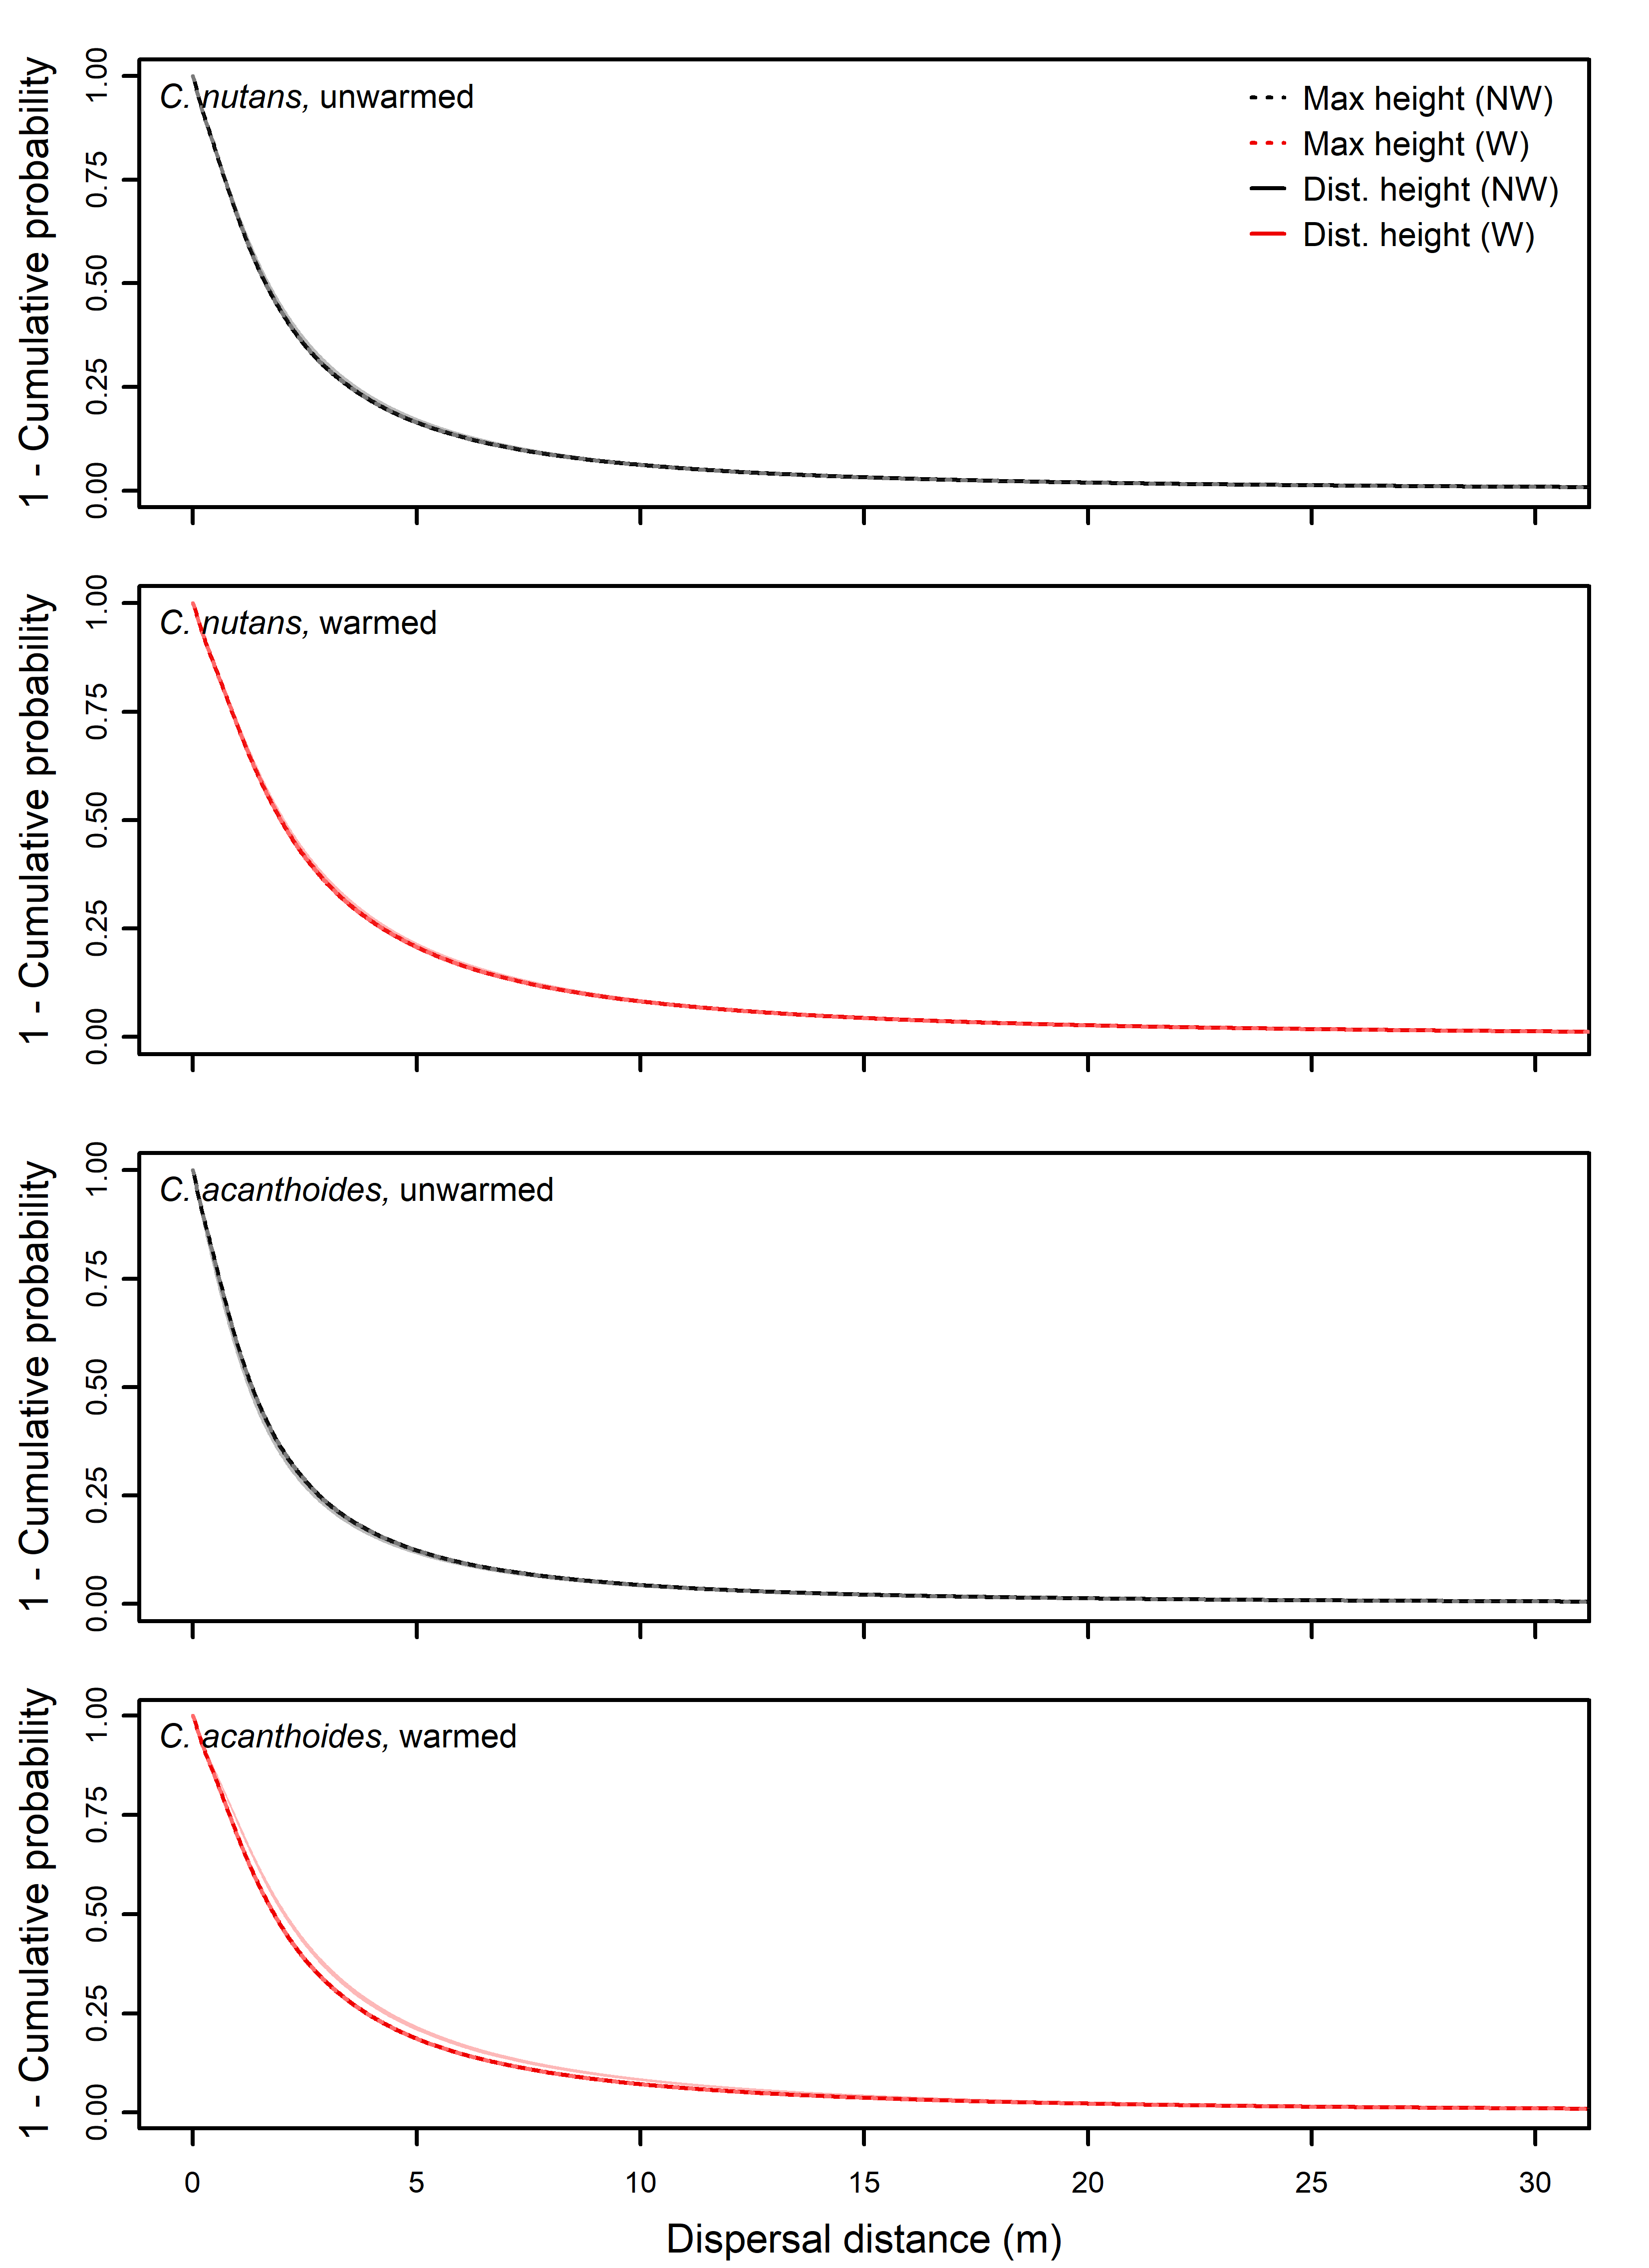 1 - Cumulative probability
1.00
0.75
0.50
0.25
0.00
C. nutans, unwarmed
Max height (NW)
Max height (W)
Dist. height (NW)
Dist. height (W)
1 - Cumulative probability
1.00
0.75
0.50
0.25
0.00
C. nutans, warmed
1 - Cumulative probability
1.00
0.75
0.50
0.25
0.00
C. acanthoides, unwarmed
1 - Cumulative probability
1.00
0.75
0.50
0.25
0.00
C. acanthoides, warmed
0 5 10 15 20 25 30
Dispersal distance (m)